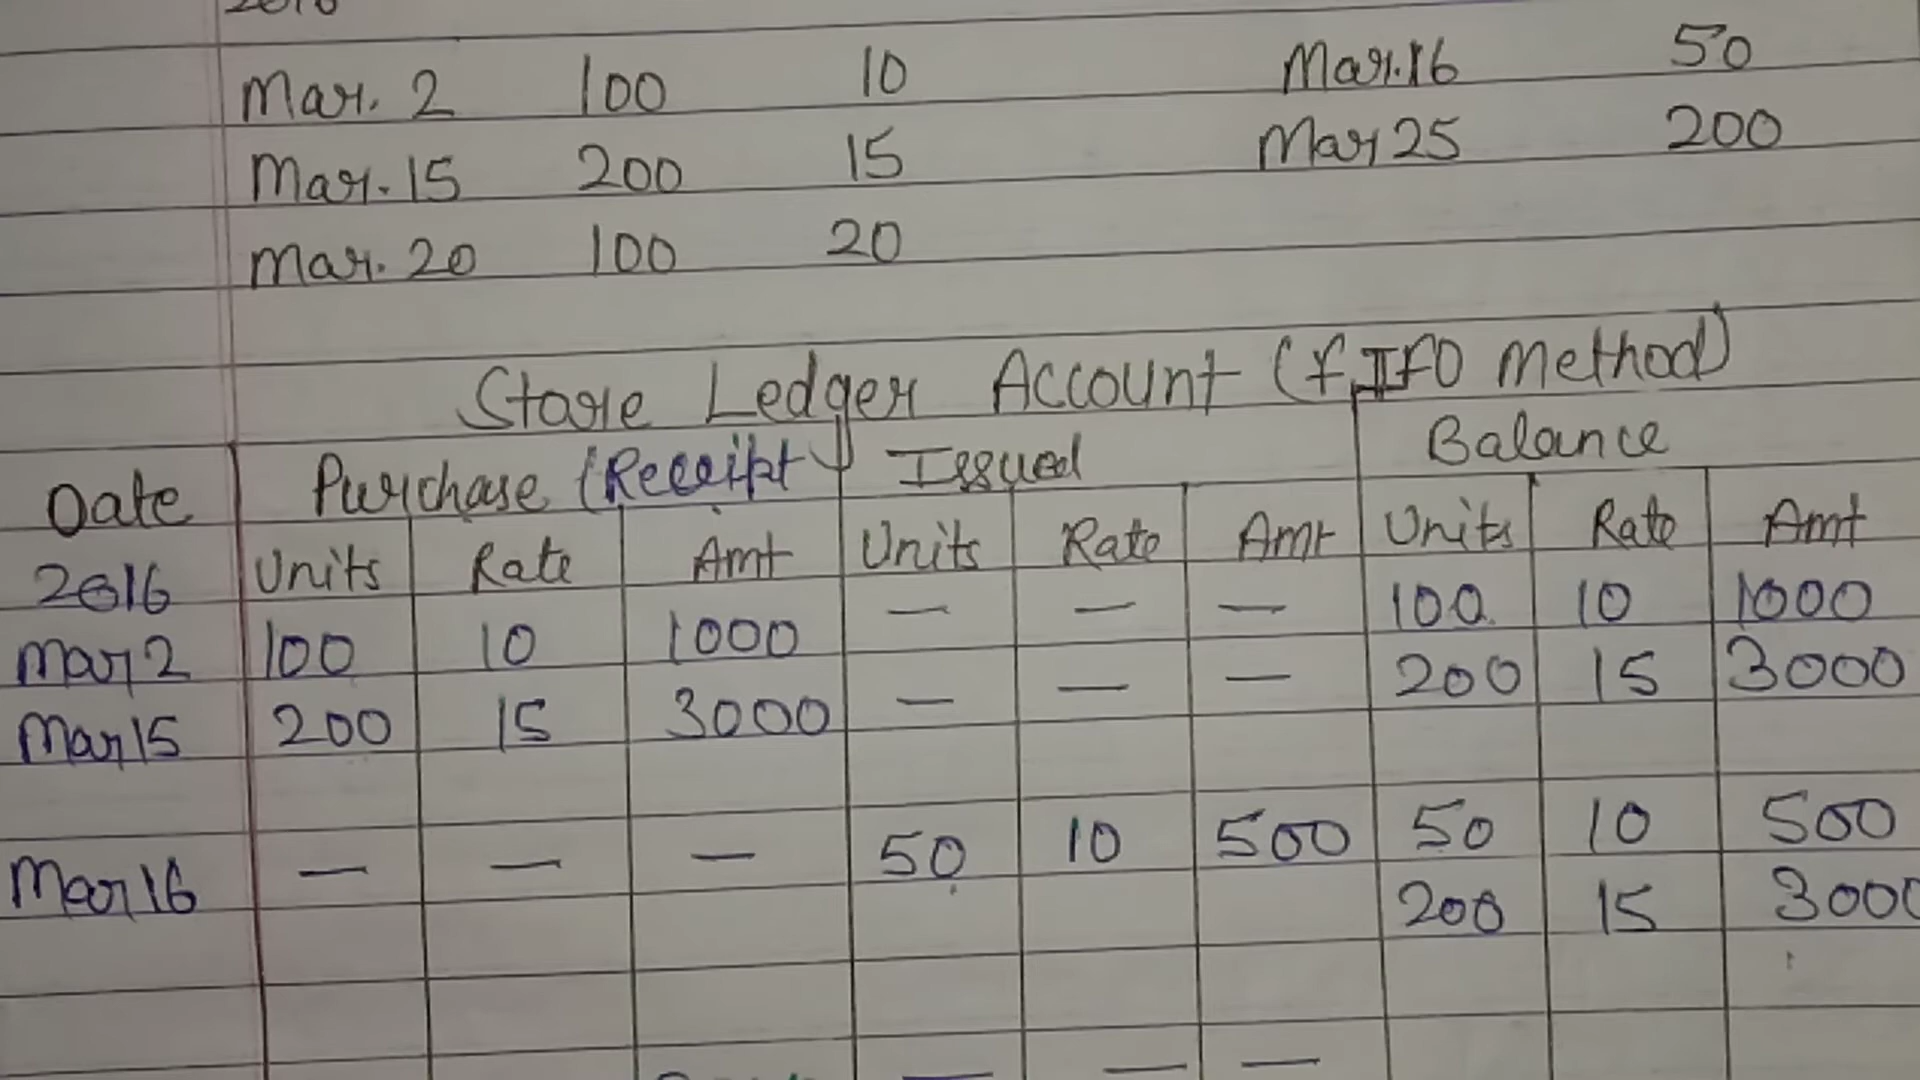 Mar. 2 100 10 Mar.16 50
Mar. 15 200 15 Mar 25 200
Mar. 20 100 20
Store Ledger Account (FIFO Method)
Date Purchase (Receipt) Issued Balance
2016 Units Rate Amt Units Rate Amt Units Rate Amt
Mar 2 100 10 1000 — — — 100 10 1000
Mar 15 200 15 3000 — — — 200 15 3000
Mar 16 — — — 50 10 500 50 10 500
200 15 3000
— — —